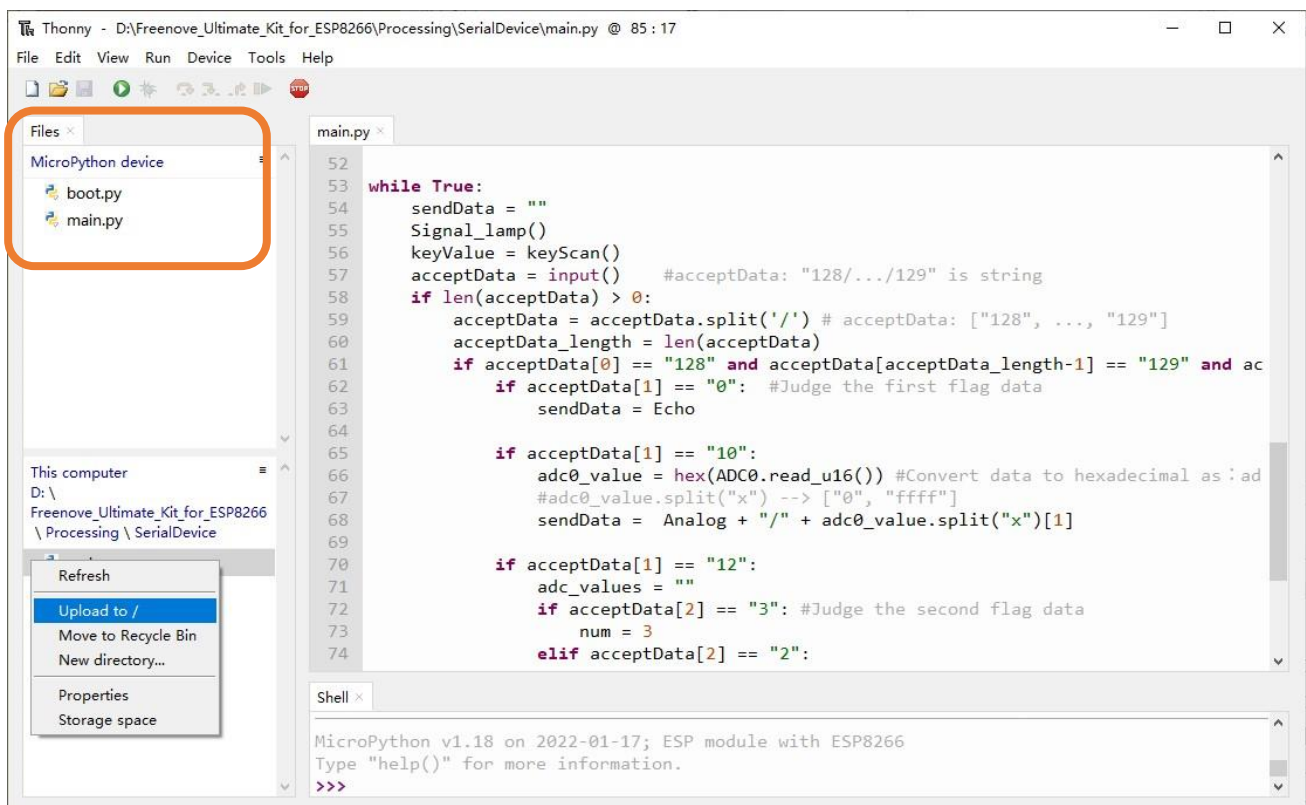 Thonny - D:\Freenove_Ultimate_Kit_for_ESP8266\Processing\SerialDevice\main.py @ 85 : 17
File Edit View Run Device Tools Help
STOP
Files ×
MicroPython device
boot.py
main.py
This computer
D: \
Freenove_Ultimate_Kit_for_ESP8266
\ Processing \ SerialDevice
Refresh
Upload to /
Move to Recycle Bin
New directory...
Properties
Storage space
main.py ×
52
53 while True:
54     sendData = ""
55     Signal_lamp()
56     keyValue = keyScan()
57     acceptData = input()    #acceptData: "128/.../129" is string
58     if len(acceptData) > 0:
59         acceptData = acceptData.split('/') # acceptData: ["128", ..., "129"]
60         acceptData_length = len(acceptData)
61         if acceptData[0] == "128" and acceptData[acceptData_length-1] == "129" and ac
62             if acceptData[1] == "0":  #Judge the first flag data
63                 sendData = Echo
64
65             if acceptData[1] == "10":
66                 adc0_value = hex(ADC0.read_u16()) #Convert data to hexadecimal as：ad
67                 #adc0_value.split("x") --> ["0", "ffff"]
68                 sendData =  Analog + "/" + adc0_value.split("x")[1]
69
70             if acceptData[1] == "12":
71                 adc_values = ""
72                 if acceptData[2] == "3": #Judge the second flag data
73                     num = 3
74                 elif acceptData[2] == "2":
Shell ×
MicroPython v1.18 on 2022-01-17; ESP module with ESP8266
Type "help()" for more information.
>>>